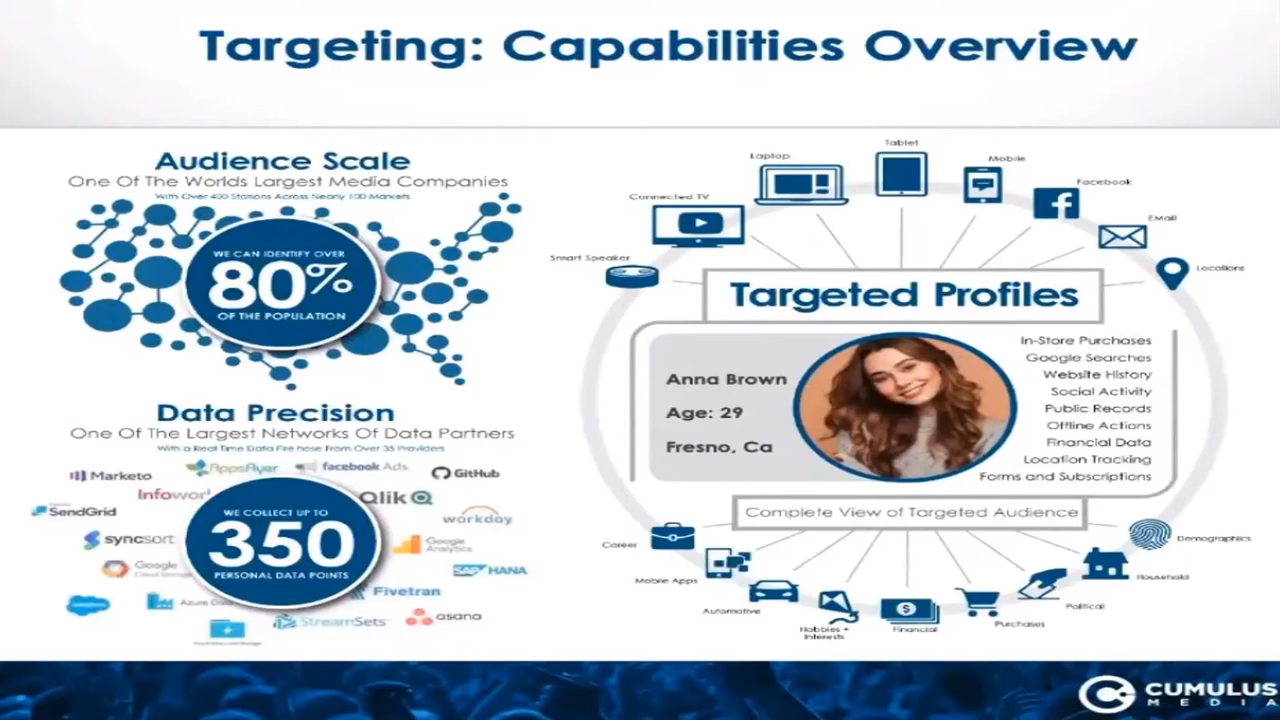 Targeting: Capabilities Overview
Audience Scale
One Of The Worlds Largest Media Companies
With Over 400 Stations Across Nearly 100 Markets
WE CAN IDENTIFY OVER
80%
OF THE POPULATION
Data Precision
One Of The Largest Networks Of Data Partners
With a Real Time Data Fire hose From Over 35 Providers
Marketo
AppsFlyer
facebook Ads
GitHub
Infoworl
Qlik
SendGrid
workday
WE COLLECT UP TO
350
PERSONAL DATA POINTS
syncsort
Google Analytics
Google
SAP HANA
Fivetran
Azure Data
StreamSets
asana
Smart Speaker
Connected TV
Laptop
Tablet
Mobile
Facebook
EMail
Locations
Targeted Profiles
Anna Brown
Age: 29
Fresno, Ca
In-Store Purchases
Google Searches
Website History
Social Activity
Public Records
Offline Actions
Financial Data
Location Tracking
Forms and Subscriptions
Complete View of Targeted Audience
Career
Mobile Apps
Automotive
Hobbies +
Interests
Financial
Purchases
Political
Household
Demographics
CUMULUS
MEDIA